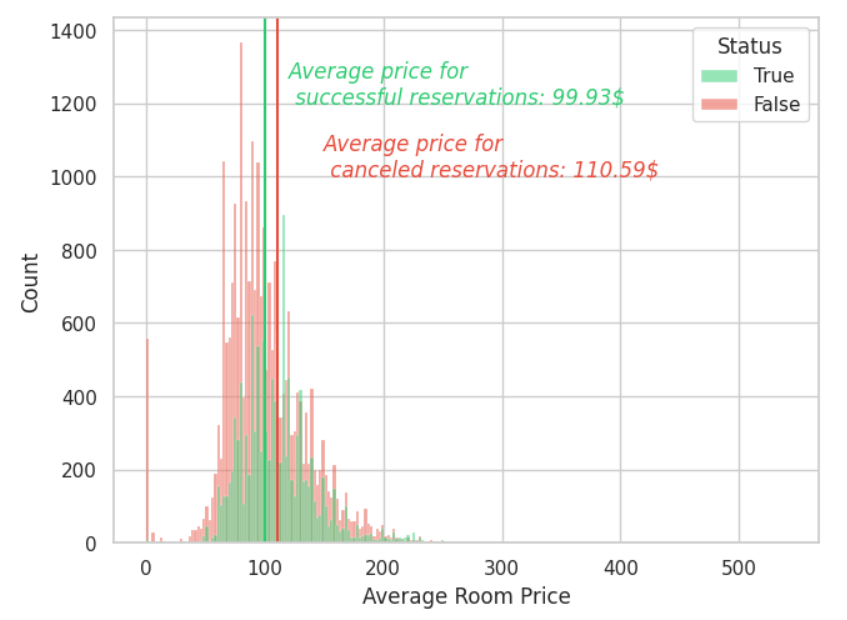 1400
1200
1000
800
600
400
200
0
Count
Average price for
successful reservations: 99.93$
Average price for
canceled reservations: 110.59$
Status
True
False
0 100 200 300 400 500
Average Room Price